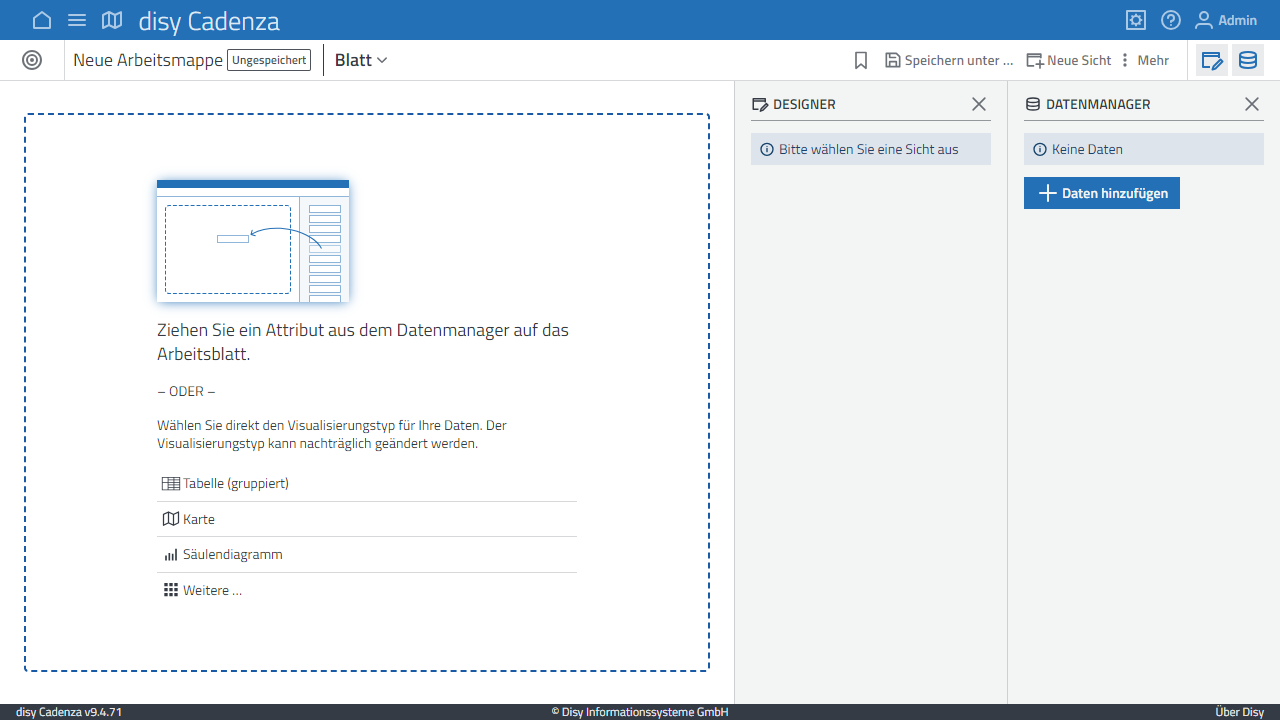 disy Cadenza
Admin
Neue Arbeitsmappe
Ungespeichert
Blatt
Speichern unter ...
Neue Sicht
Mehr
Ziehen Sie ein Attribut aus dem Datenmanager auf das
Arbeitsblatt.
– ODER –
Wählen Sie direkt den Visualisierungstyp für Ihre Daten. Der
Visualisierungstyp kann nachträglich geändert werden.
Tabelle (gruppiert)
Karte
Säulendiagramm
Weitere ...
DESIGNER
Bitte wählen Sie eine Sicht aus
DATENMANAGER
Keine Daten
Daten hinzufügen
disy Cadenza v9.4.71
© Disy Informationssysteme GmbH
Über Disy